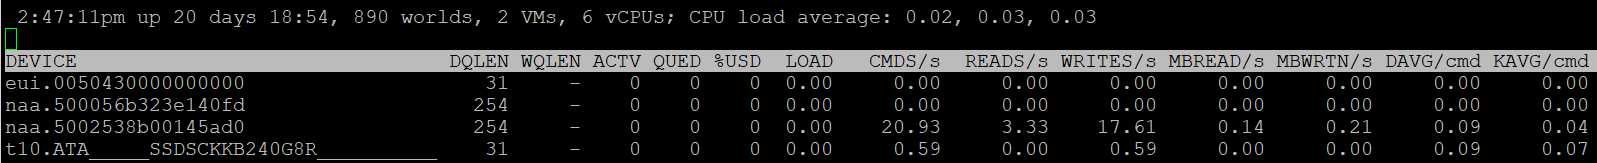 2:47:11pm up 20 days 18:54, 890 worlds, 2 VMs, 6 vCPUs; CPU load average: 0.02, 0.03, 0.03
DEVICE DQLEN WQLEN ACTV QUED %USD LOAD CMDS/s READS/s WRITES/s MBREAD/s MBWRTN/s DAVG/cmd KAVG/cmd
eui.0050430000000000 31 - 0 0 0 0.00 0.00 0.00 0.00 0.00 0.00 0.00 0.00
naa.500056b323e140fd 254 - 0 0 0 0.00 0.00 0.00 0.00 0.00 0.00 0.00 0.00
naa.5002538b00145ad0 254 - 0 0 0 0.00 20.93 3.33 17.61 0.14 0.21 0.09 0.04
t10.ATA_____SSDSCKKB240G8R___________ 31 - 0 0 0 0.00 0.59 0.00 0.59 0.00 0.00 0.09 0.07